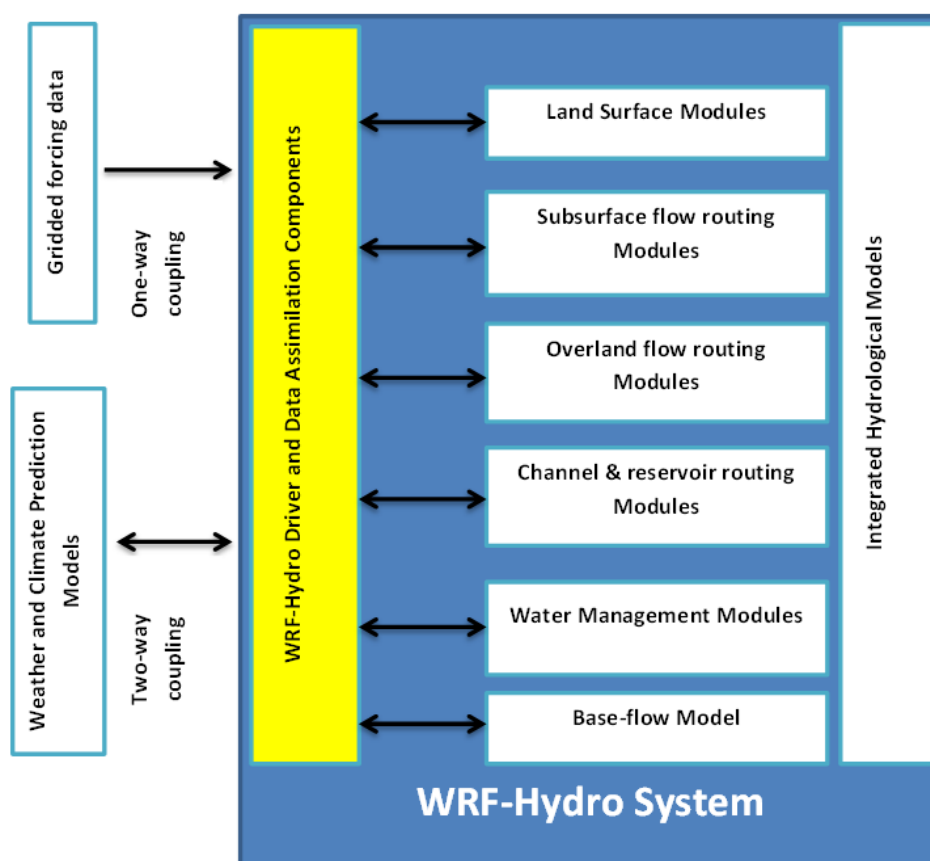 Gridded forcing data
One-way
coupling
Weather and Climate Prediction
Models
Two-way
coupling
WRF-Hydro Driver and Data Assimilation Components
Land Surface Modules
Subsurface flow routing
Modules
Overland flow routing
Modules
Channel & reservoir routing
Modules
Water Management Modules
Base-flow Model
Integrated Hydrological Models
WRF-Hydro System